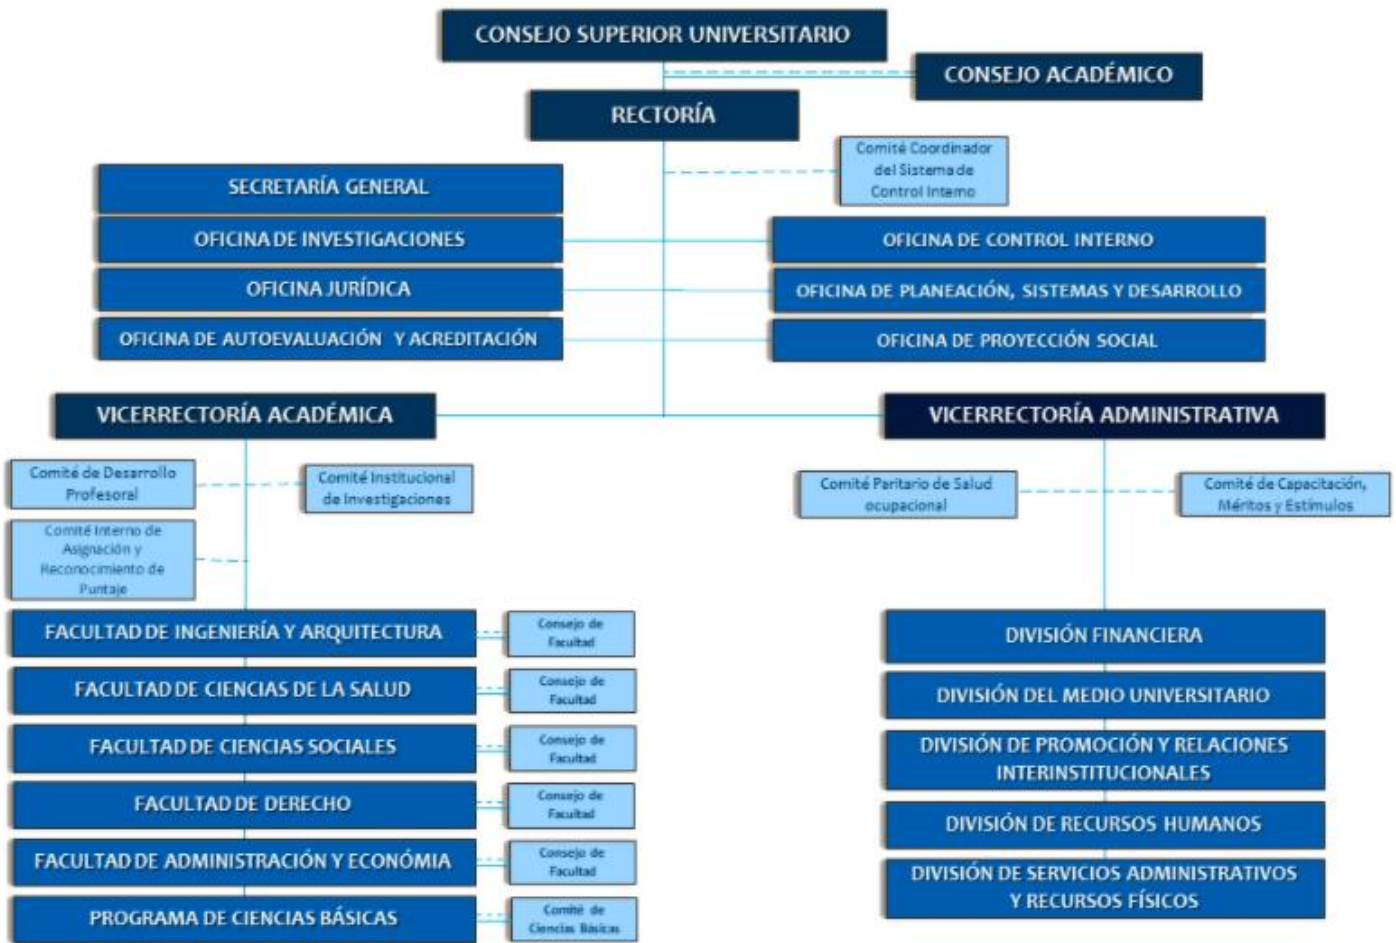 CONSEJO SUPERIOR UNIVERSITARIO
CONSEJO ACADÉMICO
RECTORÍA
Comité Coordinador
del Sistema de
Control Interno
SECRETARÍA GENERAL
OFICINA DE INVESTIGACIONES
OFICINA DE CONTROL INTERNO
OFICINA JURÍDICA
OFICINA DE PLANEACIÓN, SISTEMAS Y DESARROLLO
OFICINA DE AUTOEVALUACIÓN Y ACREDITACIÓN
OFICINA DE PROYECCIÓN SOCIAL
VICERRECTORÍA ACADÉMICA
VICERRECTORÍA ADMINISTRATIVA
Comité de Desarrollo
Profesoral
Comité Institucional
de Investigaciones
Comité Paritario de Salud
ocupacional
Comité de Capacitación,
Méritos y Estímulos
Comité Interno de
Asignación y
Reconocimiento de
Puntaje
FACULTAD DE INGENIERÍA Y ARQUITECTURA
Consejo de
Facultad
FACULTAD DE CIENCIAS DE LA SALUD
Consejo de
Facultad
FACULTAD DE CIENCIAS SOCIALES
Consejo de
Facultad
FACULTAD DE DERECHO
Consejo de
Facultad
FACULTAD DE ADMINISTRACIÓN Y ECONÓMIA
Consejo de
Facultad
PROGRAMA DE CIENCIAS BÁSICAS
Comité de
Ciencias Básicas
DIVISIÓN FINANCIERA
DIVISIÓN DEL MEDIO UNIVERSITARIO
DIVISIÓN DE PROMOCIÓN Y RELACIONES
INTERINSTITUCIONALES
DIVISIÓN DE RECURSOS HUMANOS
DIVISIÓN DE SERVICIOS ADMINISTRATIVOS
Y RECURSOS FÍSICOS